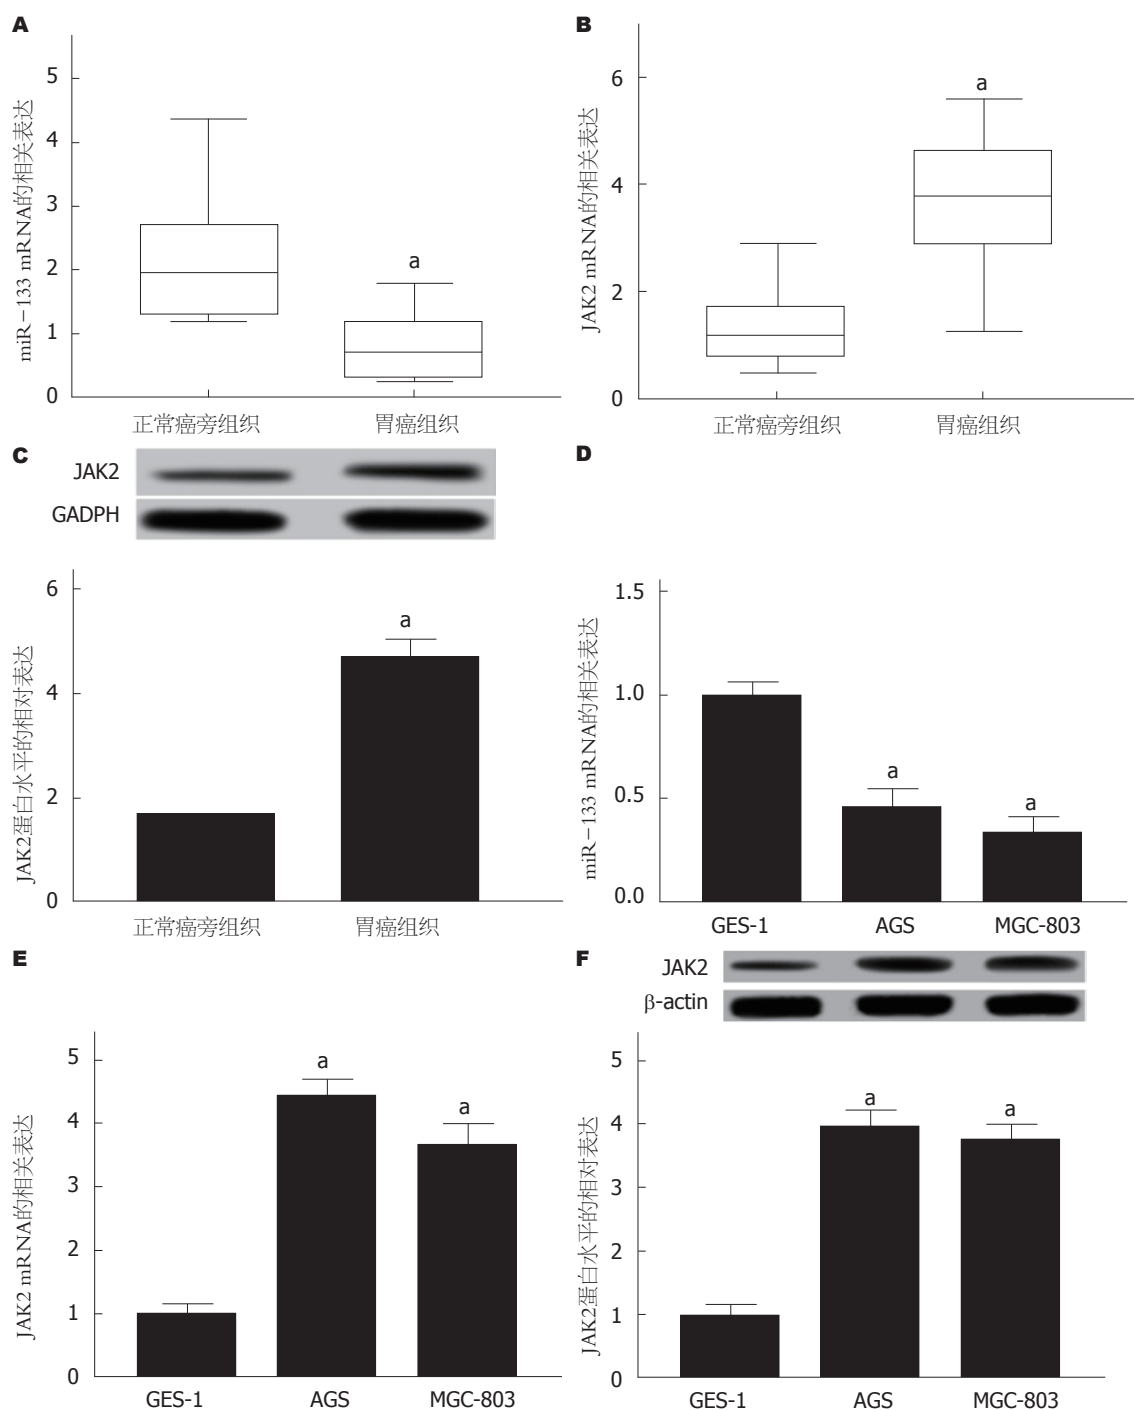 A
miR-133 mRNA的相关表达
5
4
3
2
1
0
a
正常癌旁组织
胃癌组织
B
JAK2 mRNA的相关表达
6
4
2
0
a
正常癌旁组织
胃癌组织
C
JAK2
GADPH
JAK2蛋白水平的相对表达
6
4
2
0
a
正常癌旁组织
胃癌组织
D
miR-133 mRNA的相关表达
1.5
1.0
0.5
0.0
a
a
GES-1
AGS
MGC-803
E
JAK2 mRNA的相关表达
5
4
3
2
1
0
a
a
GES-1
AGS
MGC-803
F
JAK2
β-actin
JAK2蛋白水平的相对表达
5
4
3
2
1
0
a
a
GES-1
AGS
MGC-803